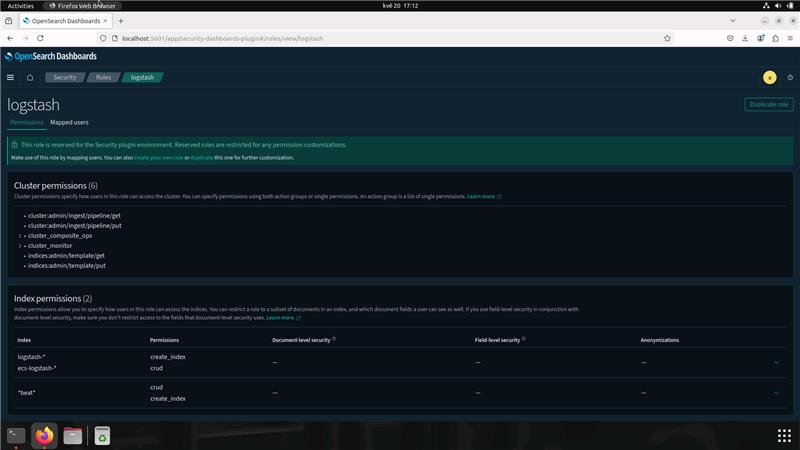 Activities
Firefox Web Browser
kvě 20 17:12
OpenSearch Dashboards
localhost:5601/app/security-dashboards-plugin#/roles/view/logstash
OpenSearch Dashboards
Security
Roles
logstash
a
logstash
Duplicate role
Permissions
Mapped users
This role is reserved for the Security plugin environment. Reserved roles are restricted for any permission customizations.
Make use of this role by mapping users. You can also create your own role or duplicate this one for further customization.
Cluster permissions (6)
Cluster permissions specify how users in this role can access the cluster. You can specify permissions using both action groups or single permissions. An action group is a list of single permissions. Learn more
• cluster:admin/ingest/pipeline/get
• cluster:admin/ingest/pipeline/put
• cluster_composite_ops
• cluster_monitor
• indices:admin/template/get
• indices:admin/template/put
Index permissions (2)
Index permissions allow you to specify how users in this role can access the indices. You can restrict a role to a subset of documents in an index, and which document fields a user can see as well. If you use field-level security in conjunction
with document-level security, make sure you don't restrict access to the fields that document-level security uses. Learn more
Index Permissions Document-level security Field-level security Anonymizations
logstash-* create_index
— — —
ecs-logstash-* crud
crud
*beat* — — —
create_index